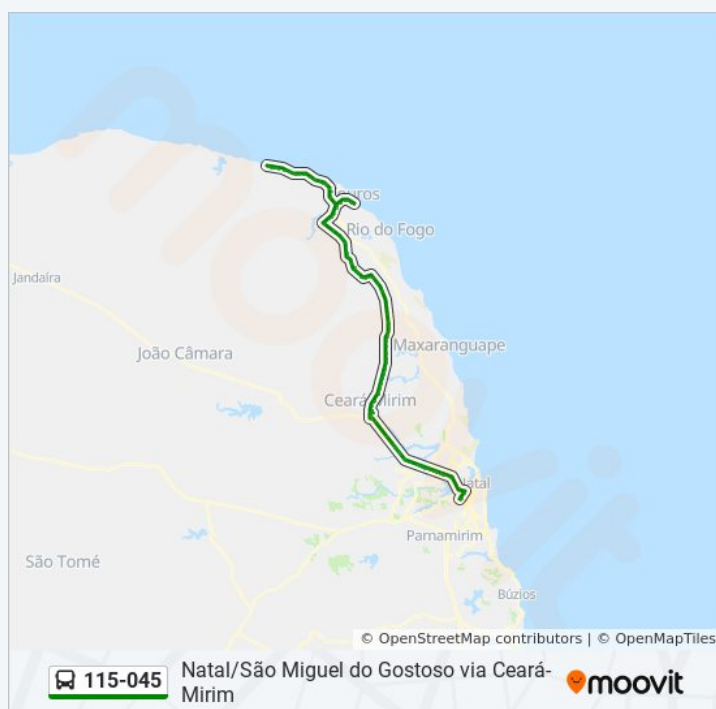 ouros
Rio do Fogo
Jandaíra
João Câmara
Maxaranguape
Ceará-Mirim
Natal
Parnamirim
São Tomé
Búzios
© OpenStreetMap contributors | © OpenMapTiles
115-045
Natal/São Miguel do Gostoso via Ceará-
Mirim
moovit